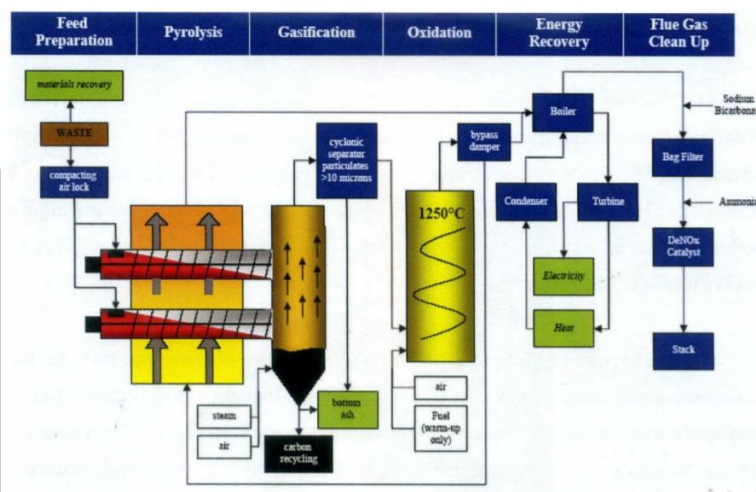 Feed
Preparation
Pyrolysis
Gasification
Oxidation
Energy
Recovery
Flue Gas
Clean Up
materials recovery
WASTE
compacting
air lock
cyclonic
separator
particulates
>10 microns
bypass
damper
Boiler
Sodium
Bicarbona
Bag Filter
Condenser
Turbine
Ammonia
1250°C
DeNOx
Catalyst
Electricity
Heat
Stack
steam
air
bottom
ash
carbon
recycling
air
Fuel
(warm-up
only)